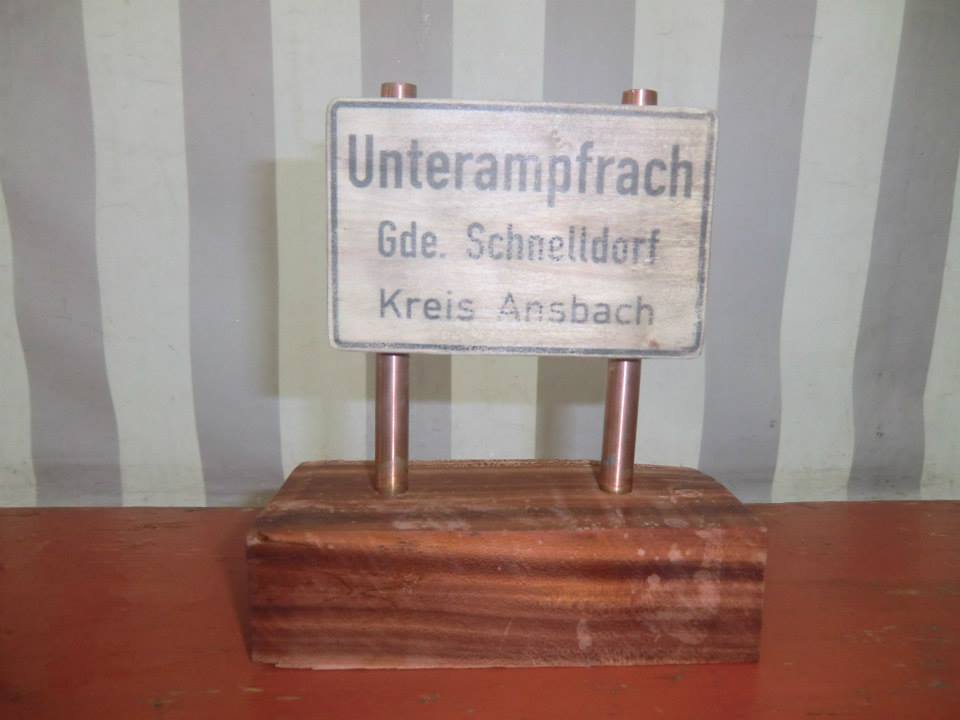 Unterampfrach
Gde. Schnelldorf
Kreis Ansbach